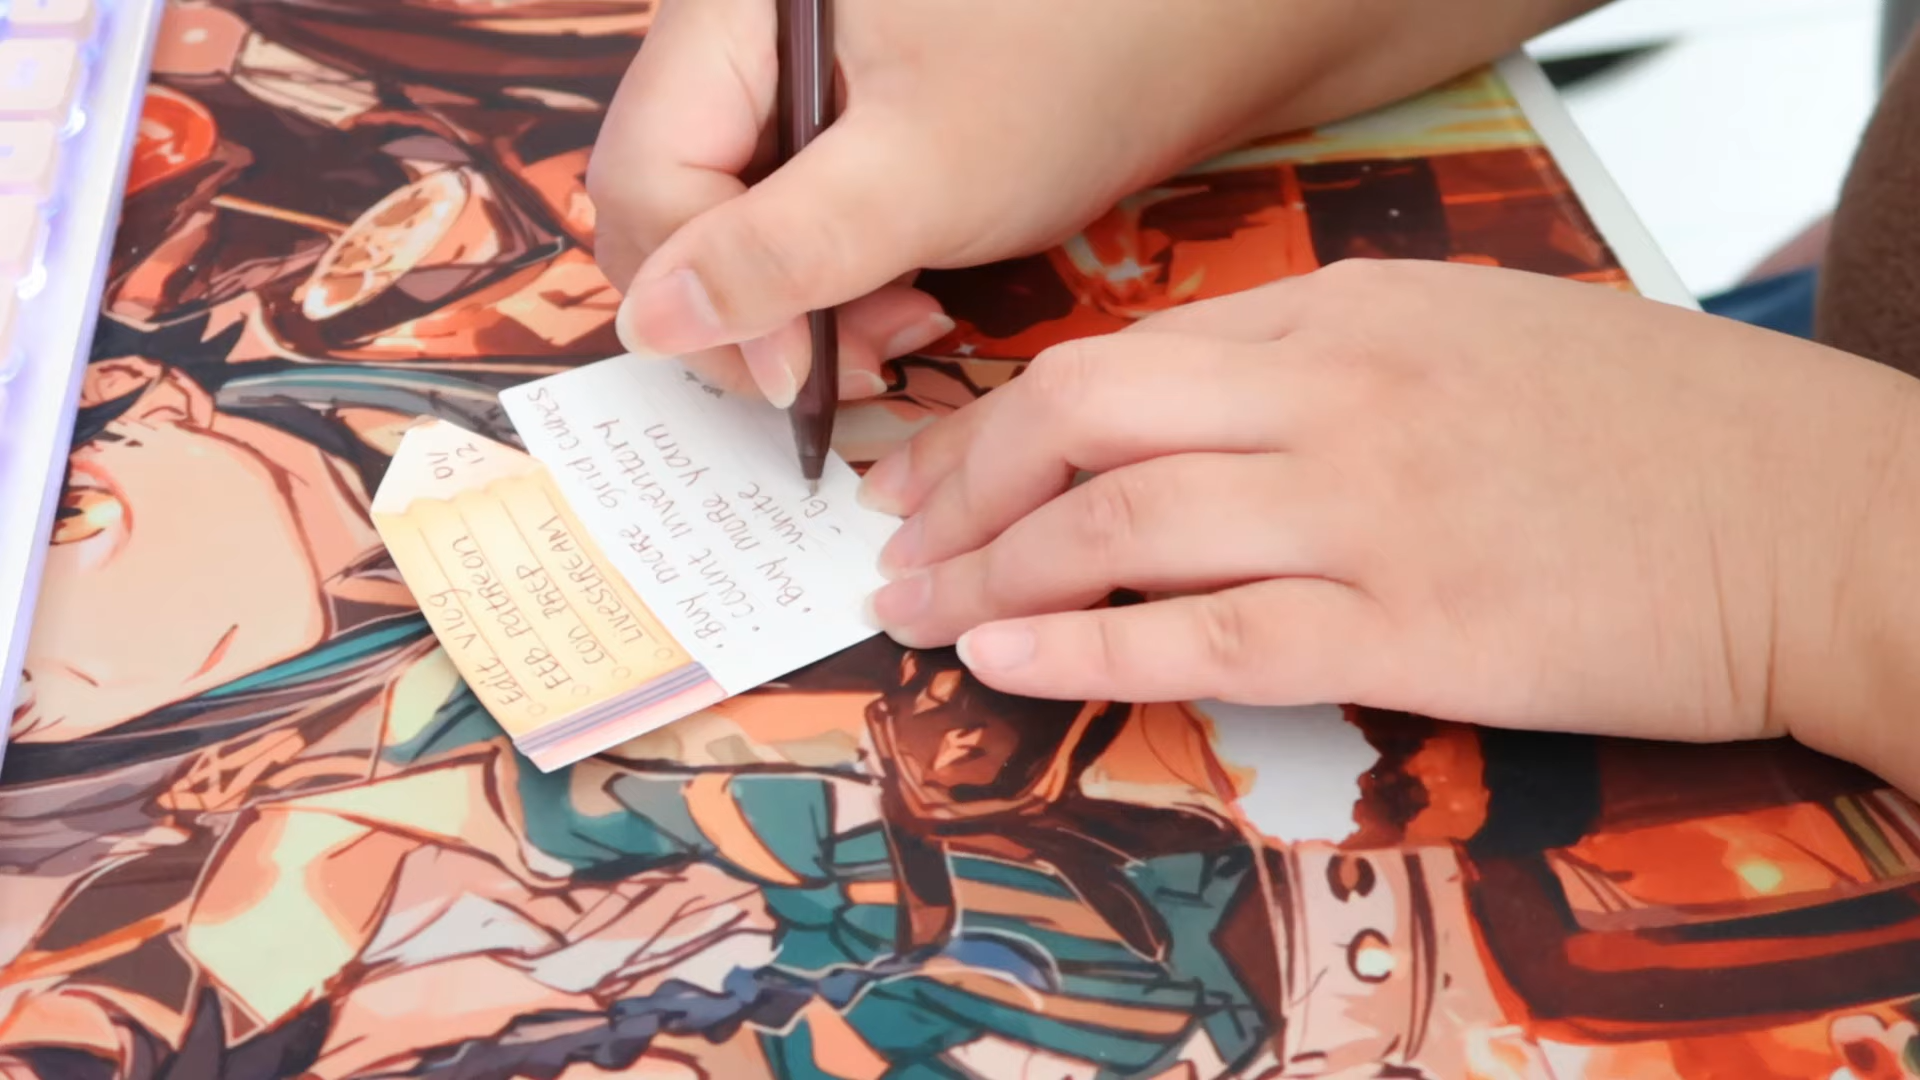 01/12
Edit vlog
FEB Patreon
CON PREP
LIVESTREAM
• Buy more grid cubes
• count inventory
• Buy more yarn
- white